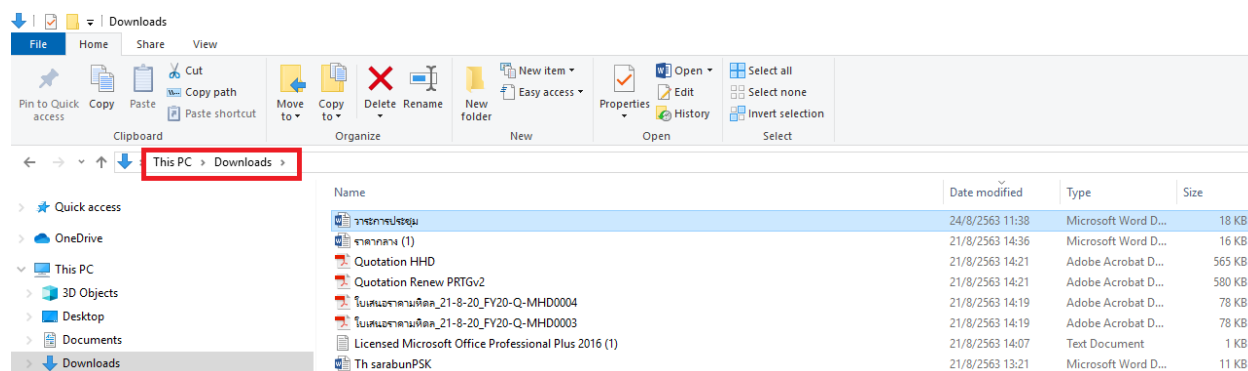 Downloads
File Home Share View
Pin to Quick access
Copy
Paste
Cut
Copy path
Paste shortcut
Clipboard
Move to
Copy to
Delete
Rename
Organize
New folder
New item
Easy access
New
Properties
Open
Edit
History
Open
Select all
Select none
Invert selection
Select
This PC > Downloads >
Quick access
OneDrive
This PC
3D Objects
Desktop
Documents
Downloads
Name Date modified Type Size
วาระการประชุม 24/8/2563 11:38 Microsoft Word D... 18 KB
ราคากลาง (1) 21/8/2563 14:36 Microsoft Word D... 16 KB
Quotation HHD 21/8/2563 14:21 Adobe Acrobat D... 565 KB
Quotation Renew PRTGv2 21/8/2563 14:21 Adobe Acrobat D... 580 KB
ใบเสนอราคามหิดล_21-8-20_FY20-Q-MHD0004 21/8/2563 14:19 Adobe Acrobat D... 78 KB
ใบเสนอราคามหิดล_21-8-20_FY20-Q-MHD0003 21/8/2563 14:19 Adobe Acrobat D... 78 KB
Licensed Microsoft Office Professional Plus 2016 (1) 21/8/2563 14:07 Text Document 1 KB
Th sarabunPSK 21/8/2563 13:21 Microsoft Word D... 11 KB